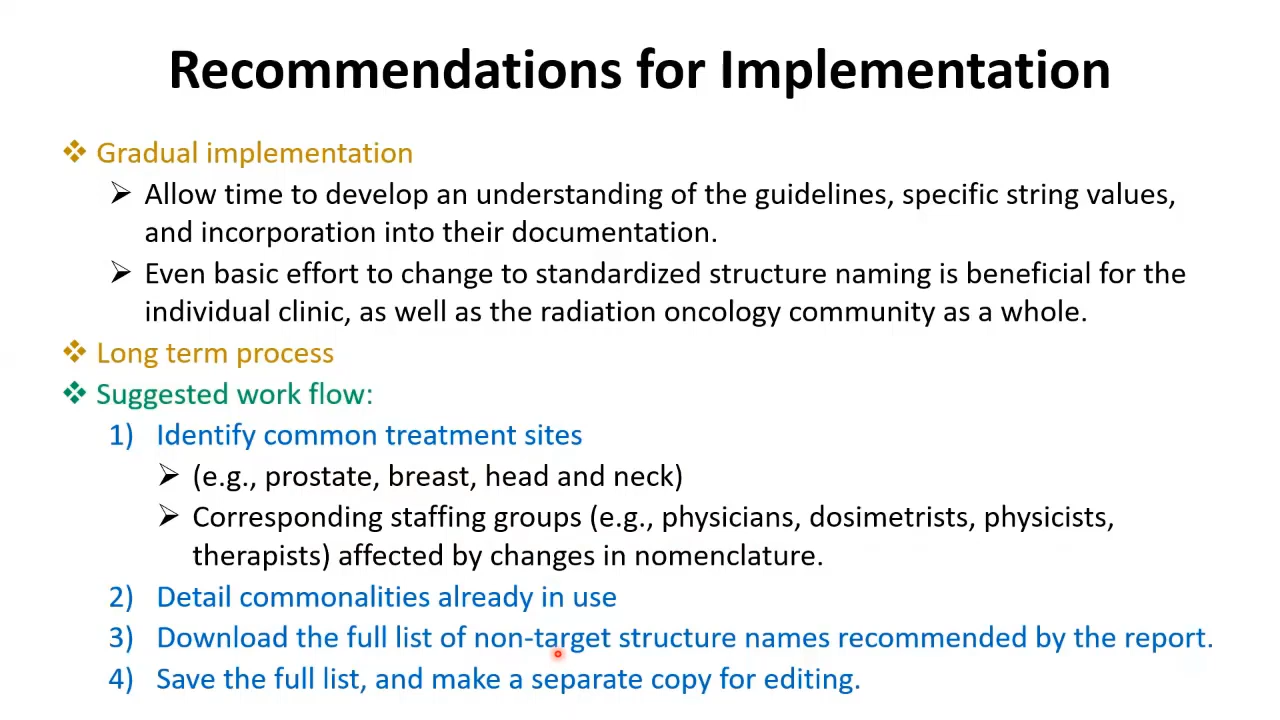 Recommendations for Implementation
❖ Gradual implementation
➢ Allow time to develop an understanding of the guidelines, specific string values,
and incorporation into their documentation.
➢ Even basic effort to change to standardized structure naming is beneficial for the
individual clinic, as well as the radiation oncology community as a whole.
❖ Long term process
❖ Suggested work flow:
1) Identify common treatment sites
➢ (e.g., prostate, breast, head and neck)
➢ Corresponding staffing groups (e.g., physicians, dosimetrists, physicists,
therapists) affected by changes in nomenclature.
2) Detail commonalities already in use
3) Download the full list of non-target structure names recommended by the report.
4) Save the full list, and make a separate copy for editing.